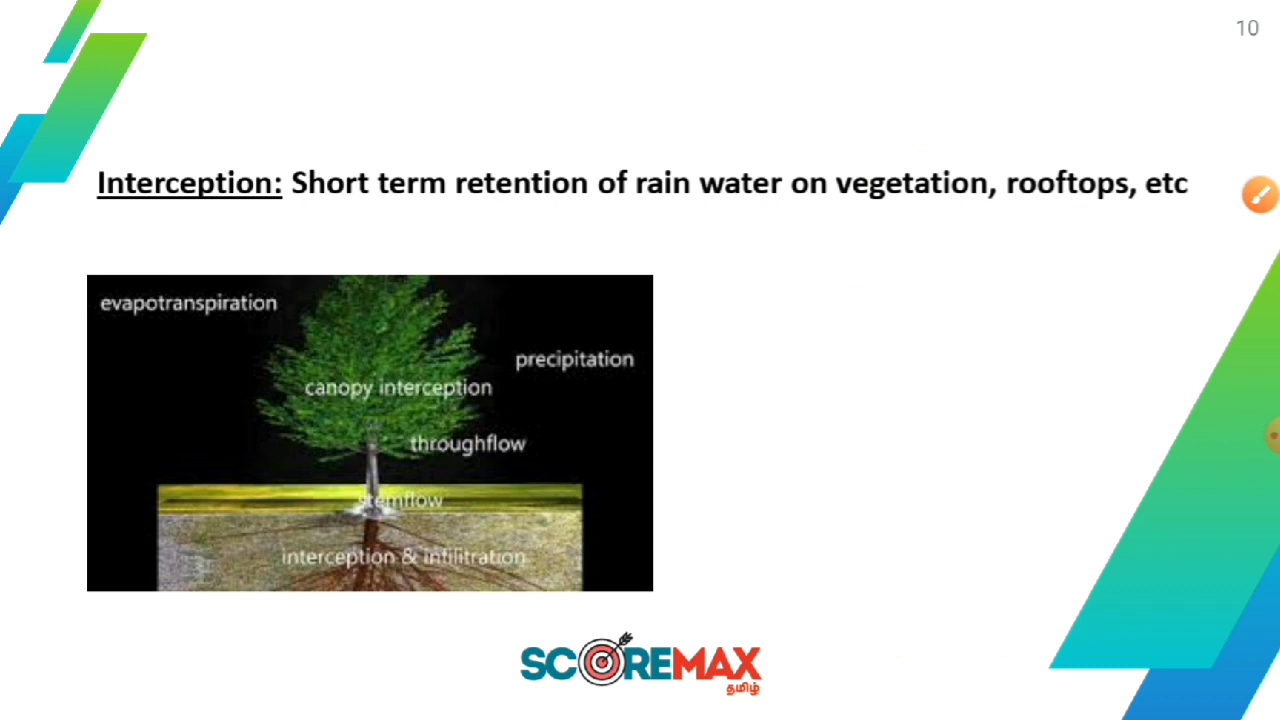 10
Interception: Short term retention of rain water on vegetation, rooftops, etc
evapotranspiration
precipitation
canopy interception
throughflow
stemflow
interception & infilitration
SCOREMAX
தமிழ்